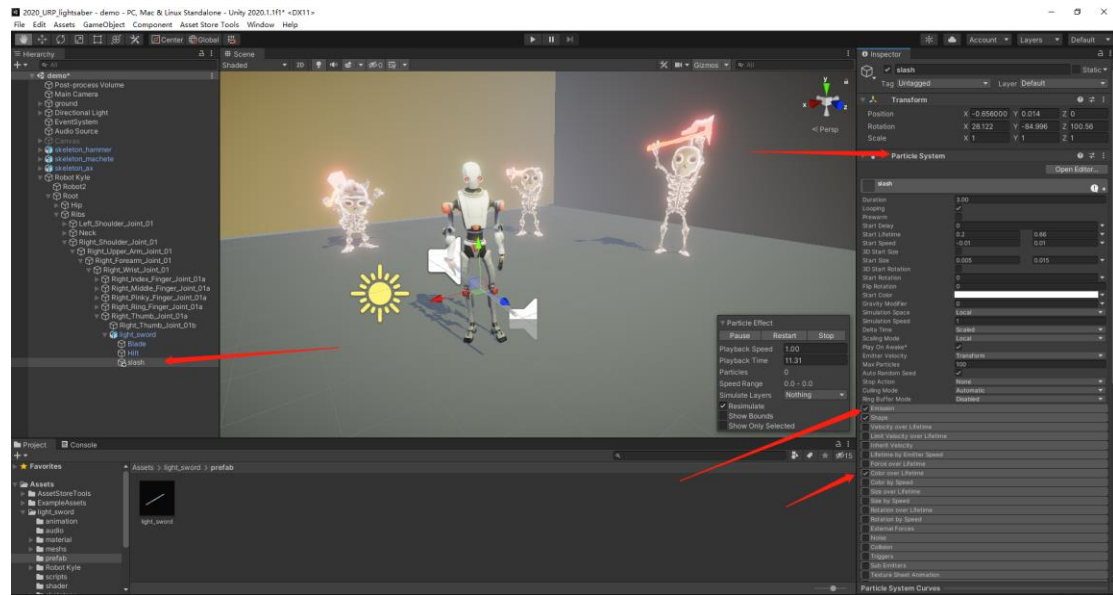 2020_URP_lightsaber - demo - PC, Mac & Linux Standalone - Unity 2020.1.1f1* <DX11>
File Edit Assets GameObject Component Asset Store Tools Window Help
Center Global Account Layers Default
Hierarchy
All
demo*
Post-process Volume
Main Camera
ground
Directional Light
EventSystem
Audio Source
Canvas
skeleton_hammer
skeleton_machete
skeleton_ax
Robot Kyle
Robot2
Root
Hip
Ribs
Left_Shoulder_Joint_01
Neck
Right_Shoulder_Joint_01
Right_Upper_Arm_Joint_01
Right_Forearm_Joint_01
Right_Wrist_Joint_01
Right_Index_Finger_Joint_01a
Right_Middle_Finger_Joint_01a
Right_Pinky_Finger_Joint_01a
Right_Ring_Finger_Joint_01a
Right_Thumb_Joint_01a
Right_Thumb_Joint_01b
light_sword
Blade
Hilt
slash
Scene
Shaded 2D 0 Gizmos All
y
x z
< Persp
Particle Effect
Pause Restart Stop
Playback Speed 1.00
Playback Time 11.31
Particles 0
Speed Range 0.0 - 0.0
Simulate Layers Nothing
Resimulate
Show Bounds
Show Only Selected
Inspector
slash Static
Tag Untagged Layer Default
Transform
Position X -0.656000 Y 0.014 Z 0
Rotation X 28.122 Y -84.996 Z 100.56
Scale X 1 Y 1 Z 1
Particle System
Open Editor...
slash
Duration 3.00
Looping
Prewarm
Start Delay 0
Start Lifetime 0.2 0.66
Start Speed -0.01 0.01
3D Start Size
Start Size 0.005 0.015
3D Start Rotation
Start Rotation 0
Flip Rotation 0
Start Color
Gravity Modifier 0
Simulation Space Local
Simulation Speed 1
Delta Time Scaled
Scaling Mode Local
Play On Awake*
Emitter Velocity Transform
Max Particles 100
Auto Random Seed
Stop Action None
Culling Mode Automatic
Ring Buffer Mode Disabled
Emission
Shape
Velocity over Lifetime
Limit Velocity over Lifetime
Inherit Velocity
Lifetime by Emitter Speed
Force over Lifetime
Color over Lifetime
Color by Speed
Size over Lifetime
Size by Speed
Rotation over Lifetime
Rotation by Speed
External Forces
Noise
Collision
Triggers
Sub Emitters
Texture Sheet Animation
Particle System Curves
Project Console
15
Favorites
Assets
AssetStoreTools
ExampleAssets
light_sword
animation
audio
material
meshs
prefab
Robot Kyle
scripts
shader
Assets > light_sword > prefab
light_sword